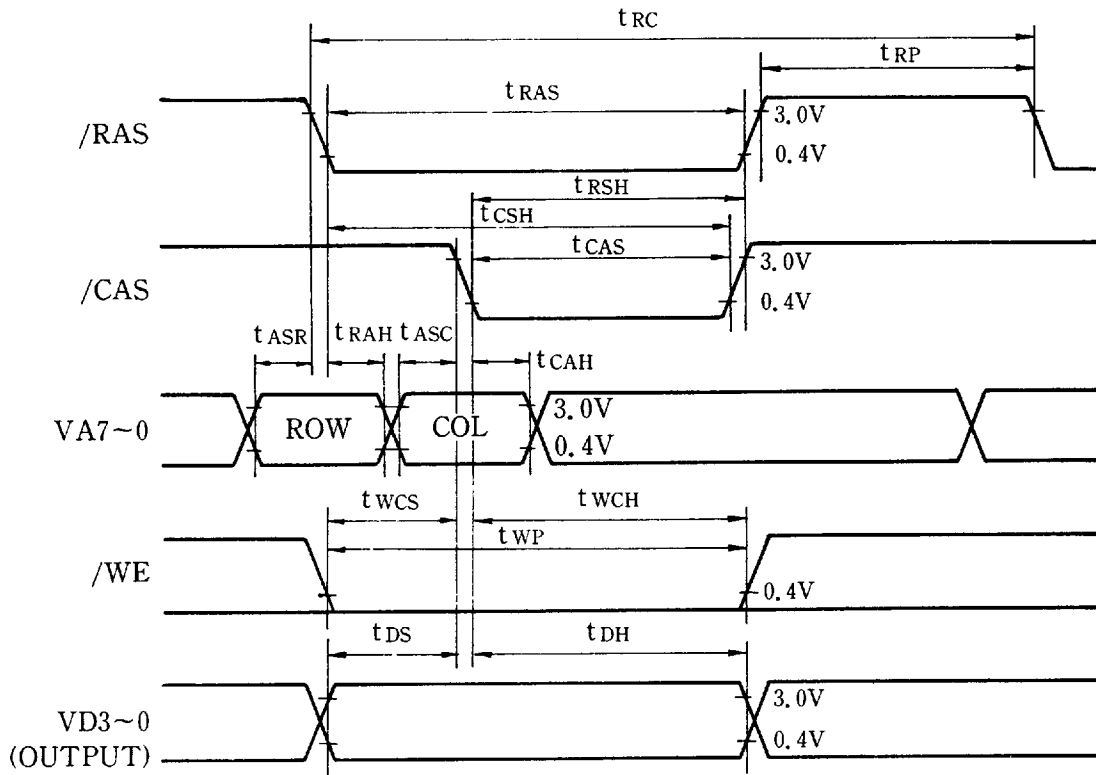 tRC
tRP
tRAS
/RAS
3.0V
0.4V
tRSH
tCSH
tCAS
/CAS
3.0V
0.4V
tASR
tRAH
tASC
tCAH
VA7~0
ROW
COL
3.0V
0.4V
tWCS
tWCH
tWP
/WE
0.4V
tDS
tDH
VD3~0
(OUTPUT)
3.0V
0.4V